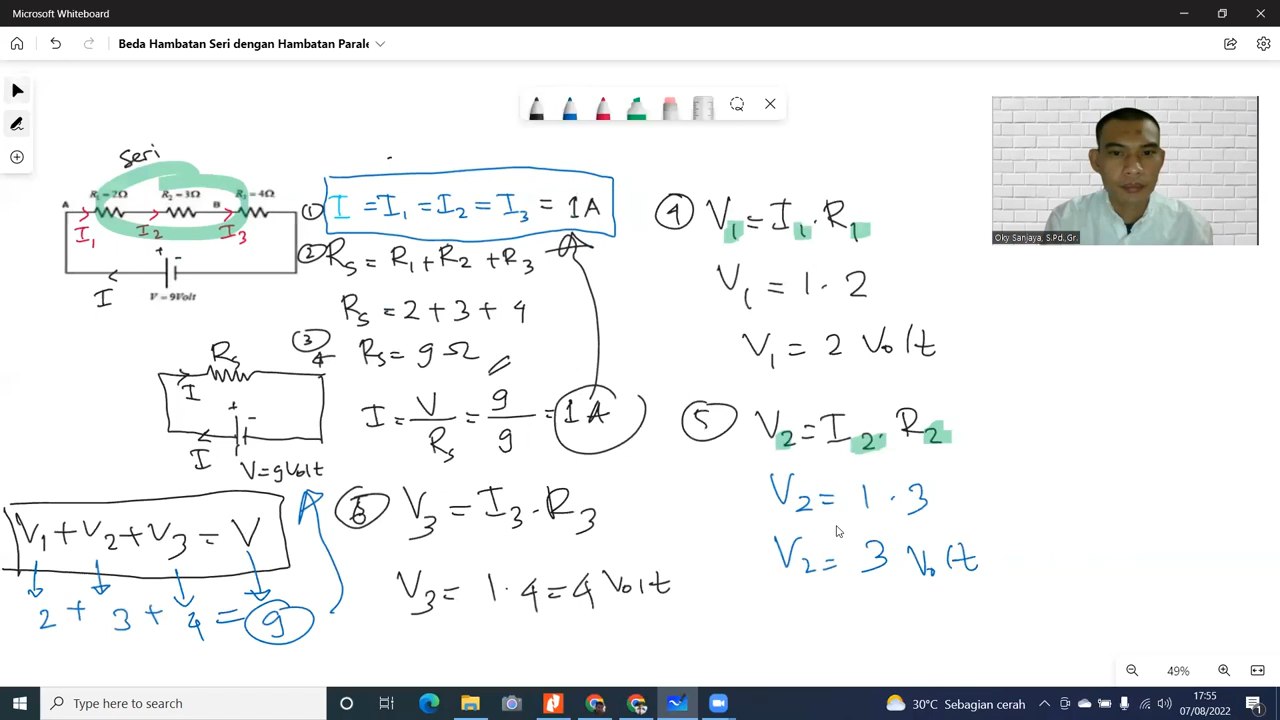 Microsoft Whiteboard
Beda Hambatan Seri dengan Hambatan Parale
seri
R₁=2Ω R₂=3Ω R₃=4Ω
A B
I₁ I₂ I₃
+ -
I
V = 9Volt
① I = I₁ = I₂ = I₃ = 1A
② Rs = R₁ + R₂ + R₃
Rs = 2 + 3 + 4
③ Rs = 9 Ω
I = V/Rs = 9/9 = 1A
Rs
I
+ -
I
V = 9 Volt
V₁ + V₂ + V₃ = V
2 + 3 + 4 = 9
④ V₁ = I₁ . R₁
V₁ = 1 . 2
V₁ = 2 Volt
⑤ V₂ = I₂ . R₂
V₂ = 1 . 3
V₂ = 3 Volt
⑥ V₃ = I₃ . R₃
V₃ = 1 . 4 = 4 Volt
Oky Sanjaya, S.Pd,.Gr.
49%
Type here to search
30°C Sebagian cerah
17:55
07/08/2022